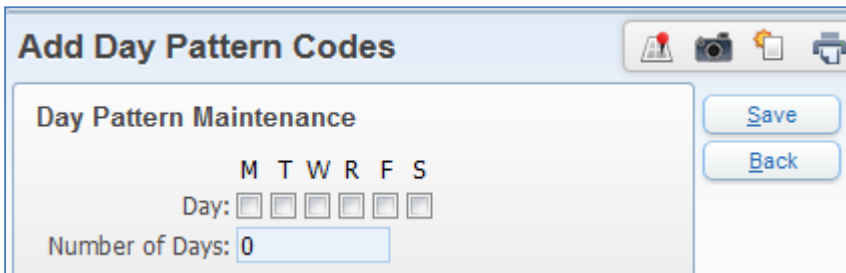 Add Day Pattern Codes
Day Pattern Maintenance
Save
Back
M T W R F S
Day:
Number of Days: 0